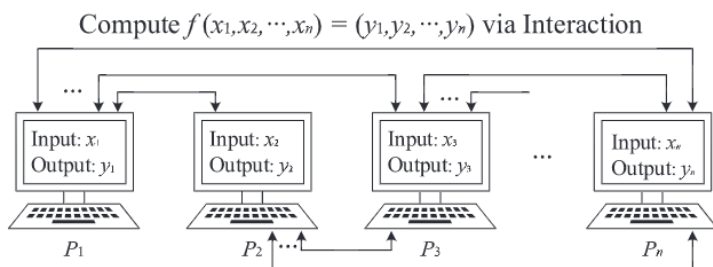 Compute f(x₁,x₂,⋯,xₙ) = (y₁,y₂,⋯,yₙ) via Interaction
... ...
Input: x₁ Input: x₂ Input: x₃ Input: xₙ
Output: y₁ Output: y₂ Output: y₃ ... Output: yₙ
P₁ P₂ ... P₃ Pₙ